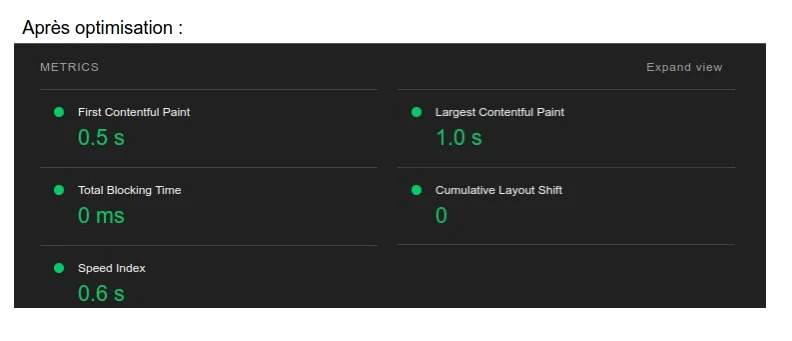 Après optimisation :
METRICS
Expand view
First Contentful Paint
0.5 s
Largest Contentful Paint
1.0 s
Total Blocking Time
0 ms
Cumulative Layout Shift
0
Speed Index
0.6 s